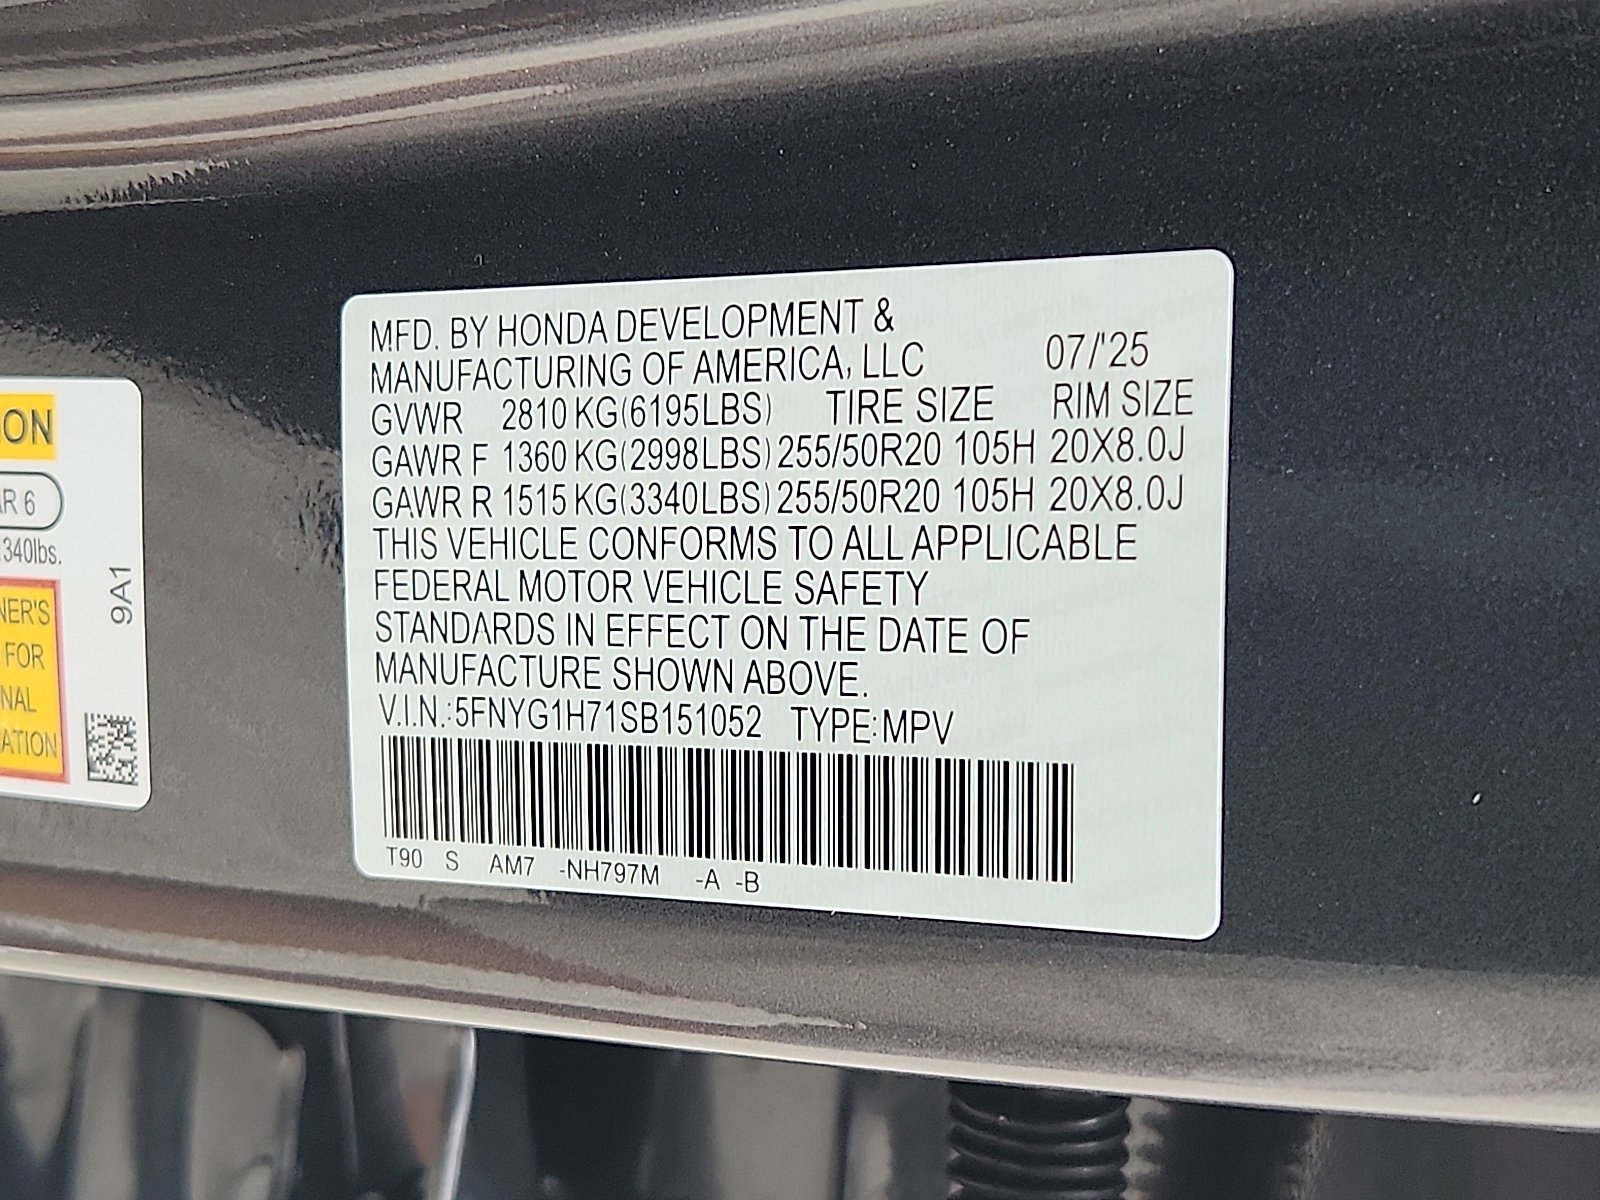 MFD. BY HONDA DEVELOPMENT &
MANUFACTURING OF AMERICA, LLC 07/'25
GVWR 2810 KG(6195LBS) TIRE SIZE RIM SIZE
GAWR F 1360 KG(2998LBS) 255/50R20 105H 20X8.0J
GAWR R 1515 KG(3340LBS) 255/50R20 105H 20X8.0J
THIS VEHICLE CONFORMS TO ALL APPLICABLE
FEDERAL MOTOR VEHICLE SAFETY
STANDARDS IN EFFECT ON THE DATE OF
MANUFACTURE SHOWN ABOVE.
V.I.N.:5FNYG1H71SB151052 TYPE:MPV
T90 S AM7 -NH797M -A -B
ON
R 6
340lbs.
NER'S
FOR
NAL
ATION
9A1